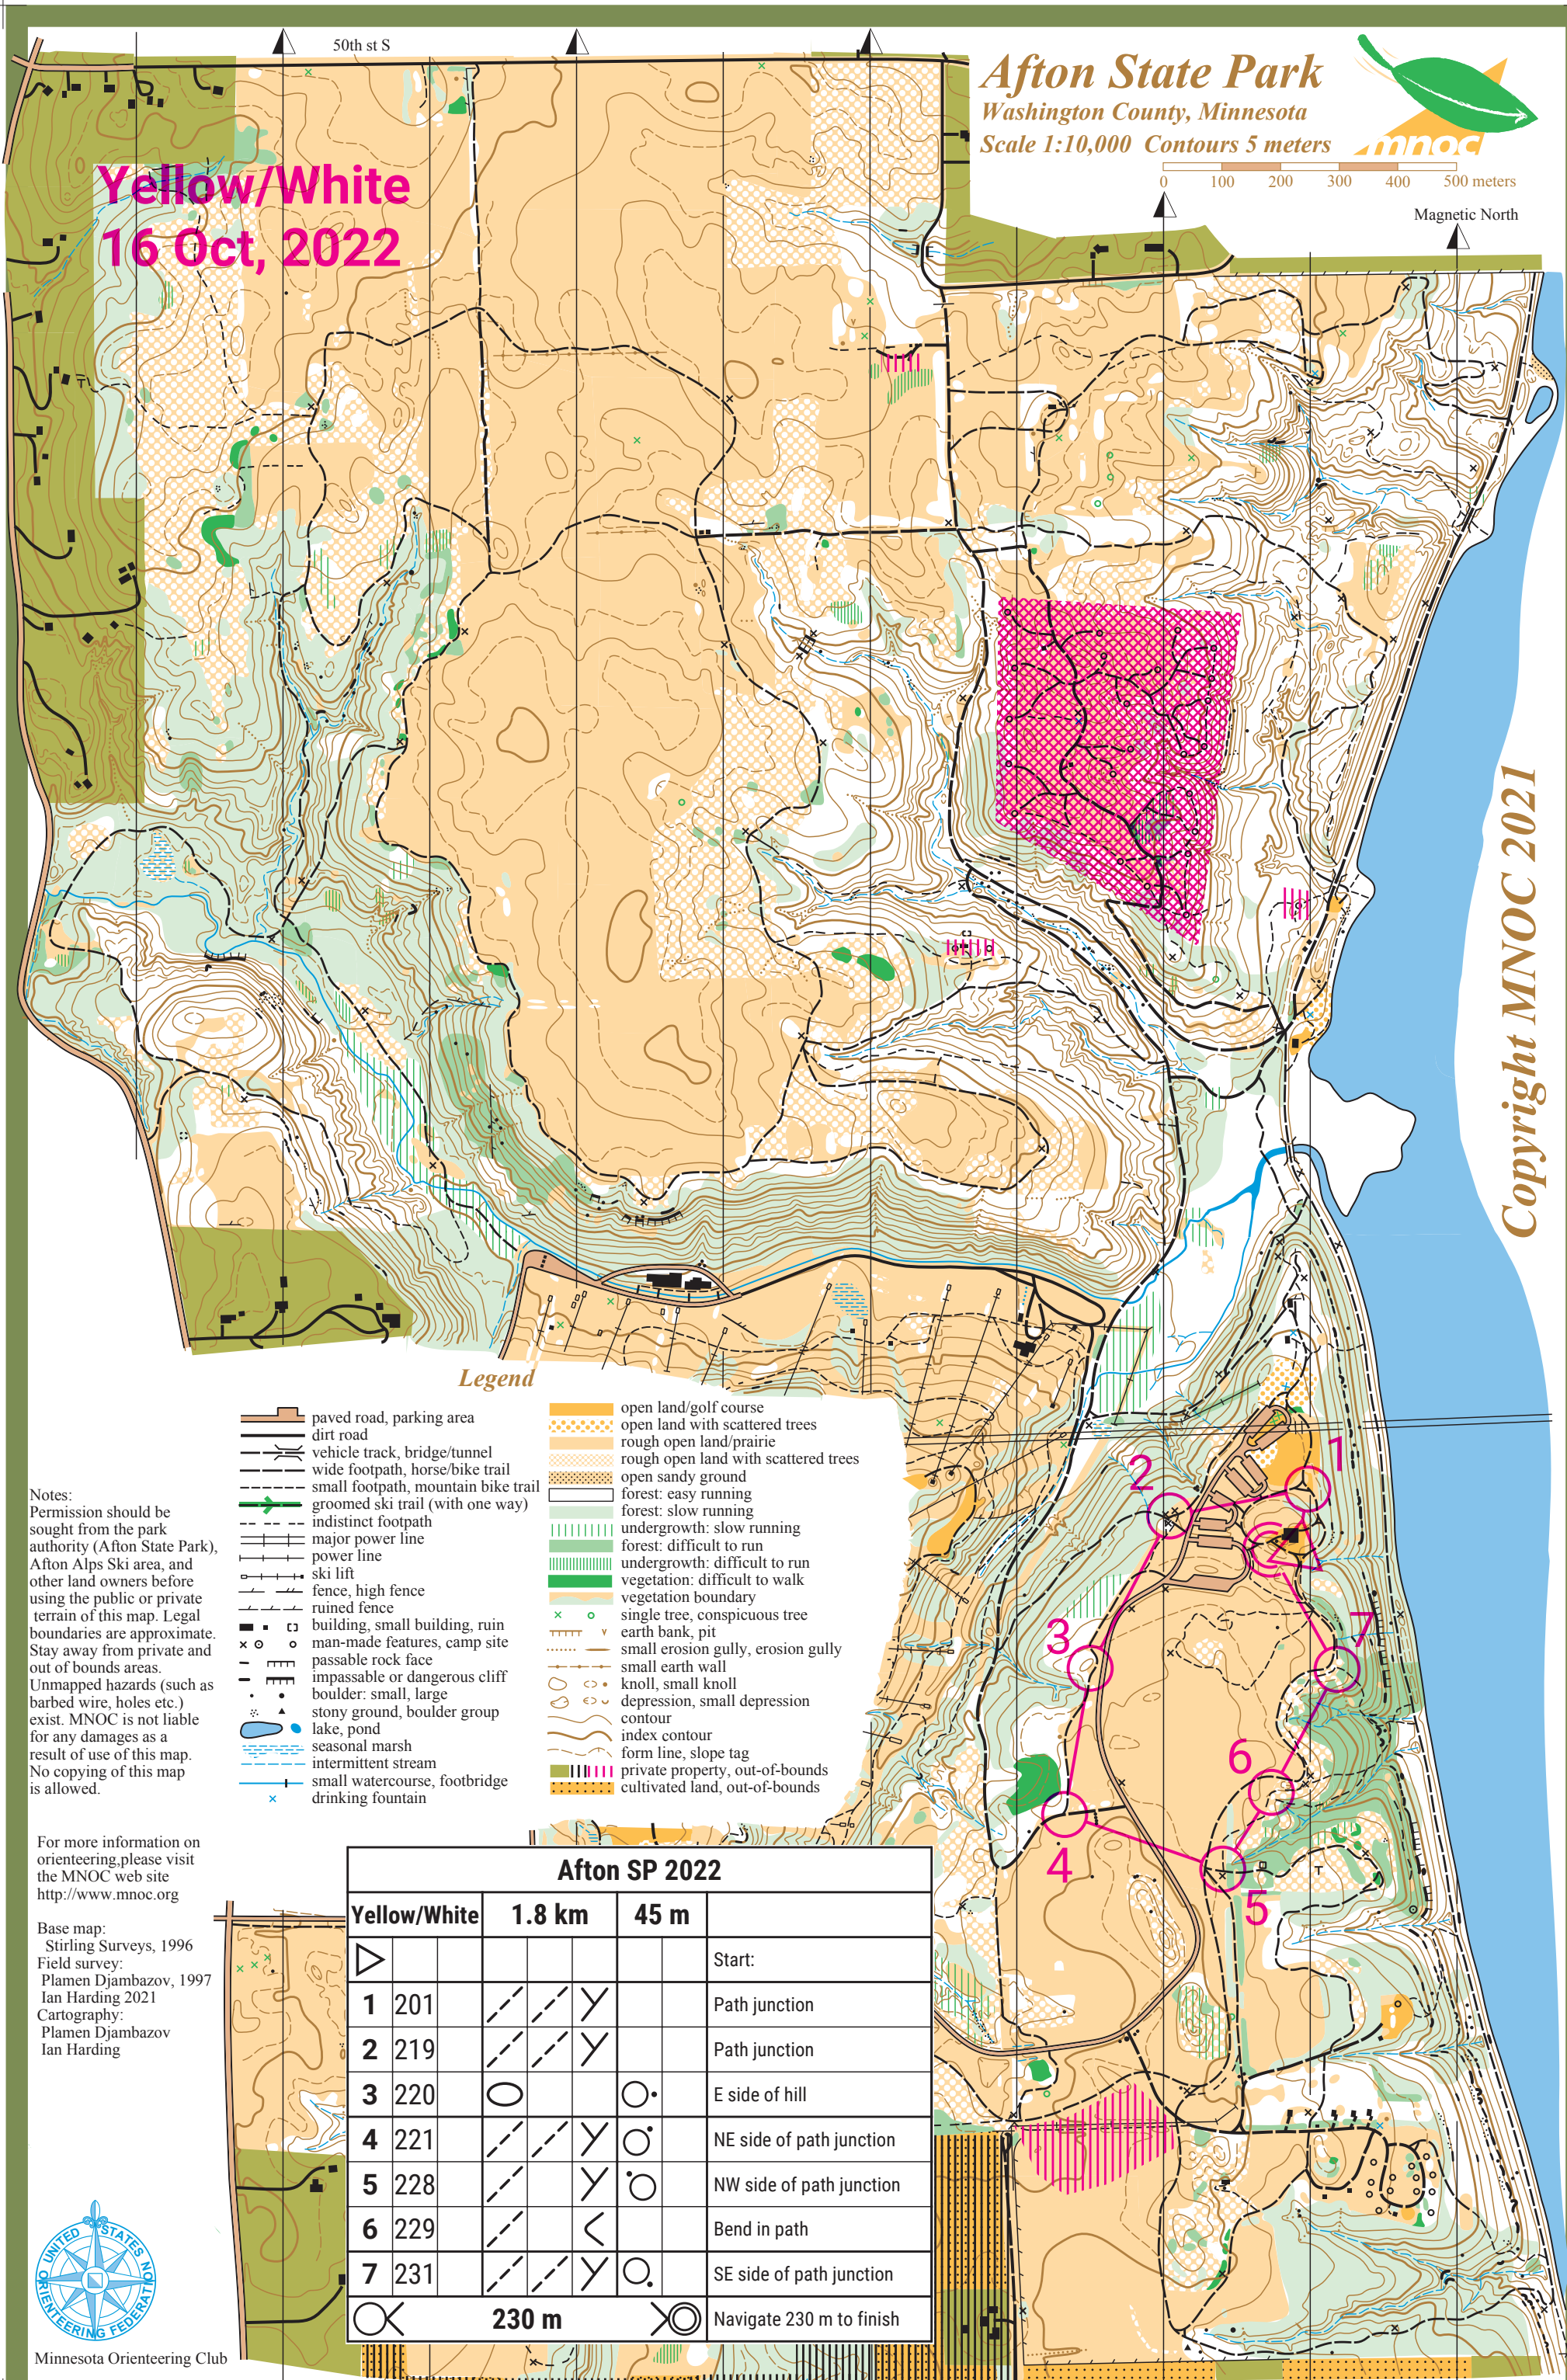 50th st S
Afton State Park
Washington County, Minnesota
Scale 1:10,000 Contours 5 meters
mnoc
0 100 200 300 400 500 meters
Magnetic North
Yellow/White
16 Oct, 2022
Copyright MNOC 2021
1
2
3
4
5
6
7
Legend
paved road, parking area
dirt road
vehicle track, bridge/tunnel
wide footpath, horse/bike trail
small footpath, mountain bike trail
groomed ski trail (with one way)
indistinct footpath
major power line
power line
ski lift
fence, high fence
ruined fence
building, small building, ruin
man-made features, camp site
passable rock face
impassable or dangerous cliff
boulder: small, large
stony ground, boulder group
lake, pond
seasonal marsh
intermittent stream
small watercourse, footbridge
drinking fountain
open land/golf course
open land with scattered trees
rough open land/prairie
rough open land with scattered trees
open sandy ground
forest: easy running
forest: slow running
undergrowth: slow running
forest: difficult to run
undergrowth: difficult to run
vegetation: difficult to walk
vegetation boundary
single tree, conspicuous tree
earth bank, pit
small erosion gully, erosion gully
small earth wall
knoll, small knoll
depression, small depression
contour
index contour
form line, slope tag
private property, out-of-bounds
cultivated land, out-of-bounds
Notes:
Permission should be
sought from the park
authority (Afton State Park),
Afton Alps Ski area, and
other land owners before
using the public or private
terrain of this map. Legal
boundaries are approximate.
Stay away from private and
out of bounds areas.
Unmapped hazards (such as
barbed wire, holes etc.)
exist. MNOC is not liable
for any damages as a
result of use of this map.
No copying of this map
is allowed.
For more information on
orienteering,please visit
the MNOC web site
http://www.mnoc.org
Base map:
Stirling Surveys, 1996
Field survey:
Plamen Djambazov, 1997
Ian Harding 2021
Cartography:
Plamen Djambazov
Ian Harding
Afton SP 2022
Yellow/White 1.8 km 45 m
Start:
1 201 Path junction
2 219 Path junction
3 220 E side of hill
4 221 NE side of path junction
5 228 NW side of path junction
6 229 Bend in path
7 231 SE side of path junction
230 m Navigate 230 m to finish
UNITED STATES
ORIENTEERING FEDERATION
Minnesota Orienteering Club